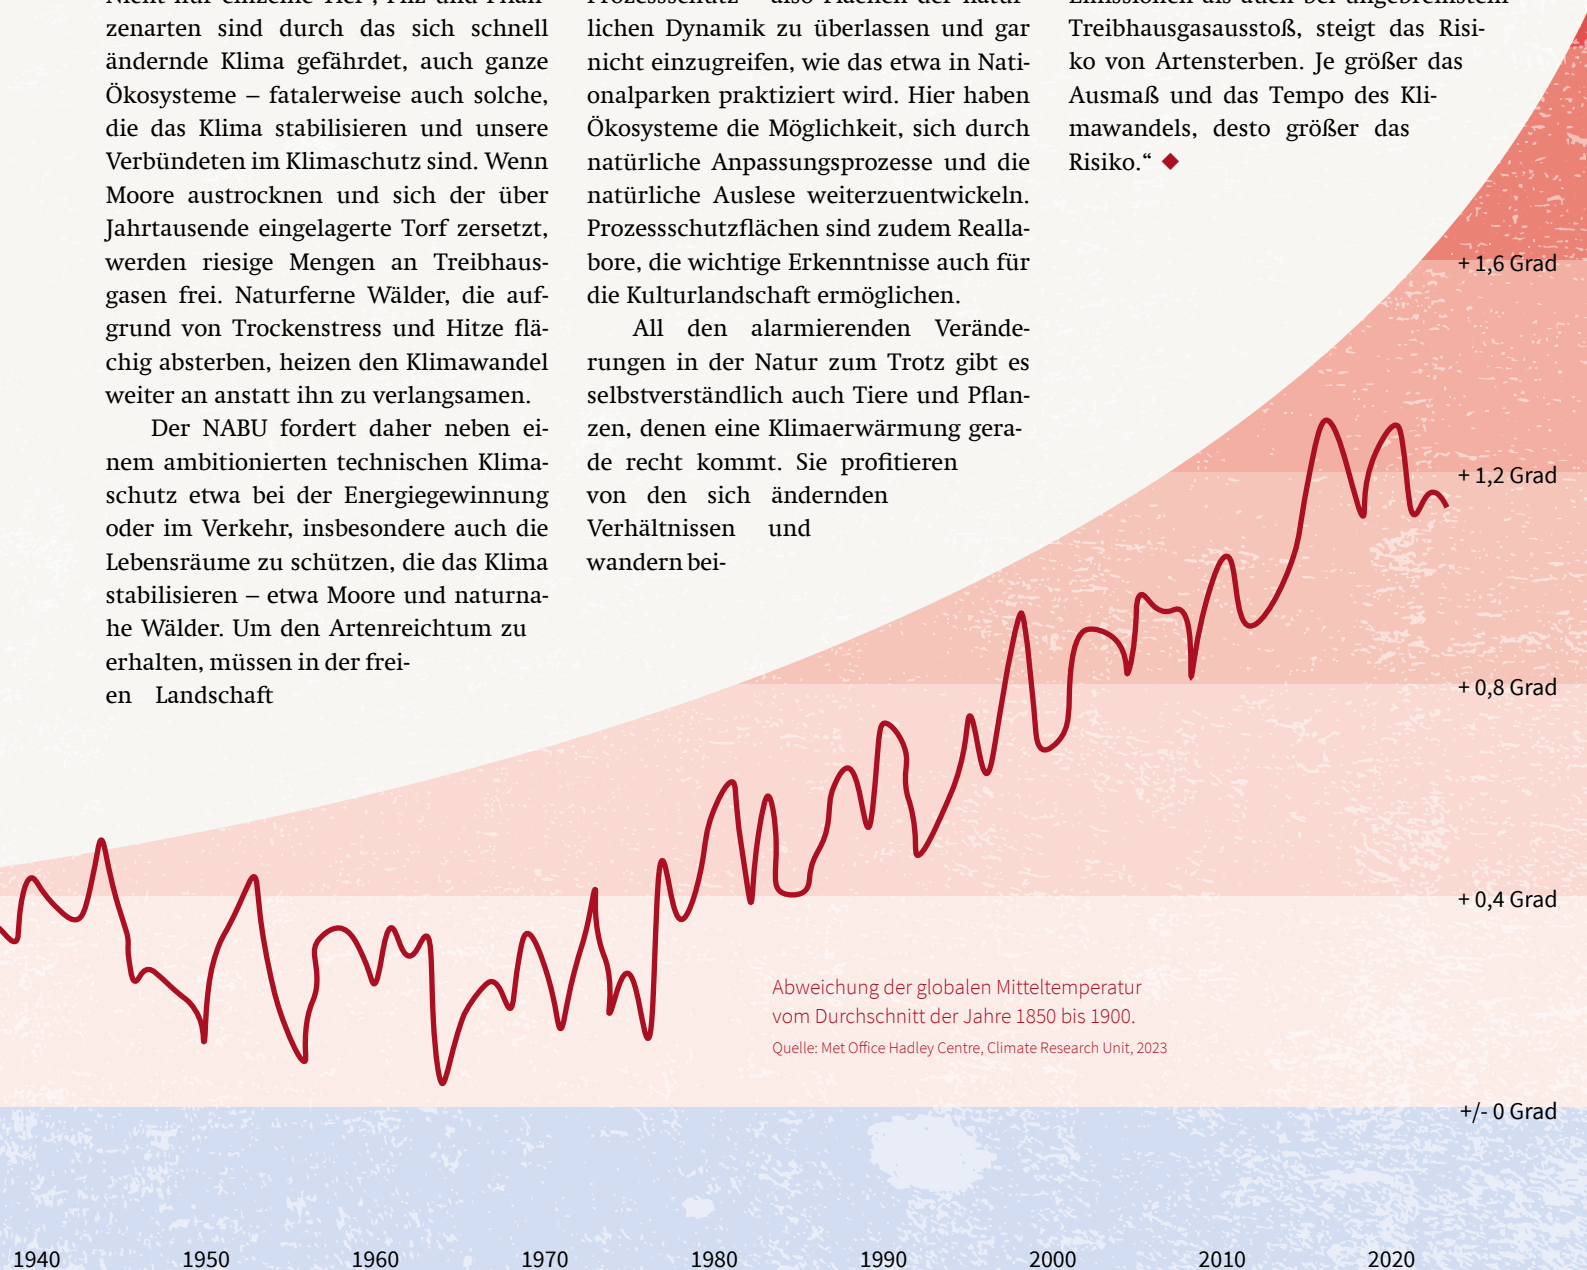 zenarten sind durch das sich schnell
ändernde Klima gefährdet, auch ganze
Ökosysteme – fatalerweise auch solche,
die das Klima stabilisieren und unsere
Verbündeten im Klimaschutz sind. Wenn
Moore austrocknen und sich der über
Jahrtausende eingelagerte Torf zersetzt,
werden riesige Mengen an Treibhaus-
gasen frei. Naturferne Wälder, die auf-
grund von Trockenstress und Hitze flä-
chig absterben, heizen den Klimawandel
weiter an anstatt ihn zu verlangsamen.
Der NABU fordert daher neben ei-
nem ambitionierten technischen Klima-
schutz etwa bei der Energiegewinnung
oder im Verkehr, insbesondere auch die
Lebensräume zu schützen, die das Klima
stabilisieren – etwa Moore und naturna-
he Wälder. Um den Artenreichtum zu
erhalten, müssen in der frei-
en Landschaft
lichen Dynamik zu überlassen und gar
nicht einzugreifen, wie das etwa in Nati-
onalparken praktiziert wird. Hier haben
Ökosysteme die Möglichkeit, sich durch
natürliche Anpassungsprozesse und die
natürliche Auslese weiterzuentwickeln.
Prozessschutzflächen sind zudem Realla-
bore, die wichtige Erkenntnisse auch für
die Kulturlandschaft ermöglichen.
All den alarmierenden Verände-
rungen in der Natur zum Trotz gibt es
selbstverständlich auch Tiere und Pflan-
zen, denen eine Klimaerwärmung gera-
de recht kommt. Sie profitieren
von den sich ändernden
Verhältnissen und
wandern bei-
Treibhausgasausstoß, steigt das Risi-
ko von Artensterben. Je größer das
Ausmaß und das Tempo des Kli-
mawandels, desto größer das
Risiko.“ ◆
+ 1,6 Grad
+ 1,2 Grad
+ 0,8 Grad
+ 0,4 Grad
+/- 0 Grad
Abweichung der globalen Mitteltemperatur
vom Durchschnitt der Jahre 1850 bis 1900.
Quelle: Met Office Hadley Centre, Climate Research Unit, 2023
1940 1950 1960 1970 1980 1990 2000 2010 2020